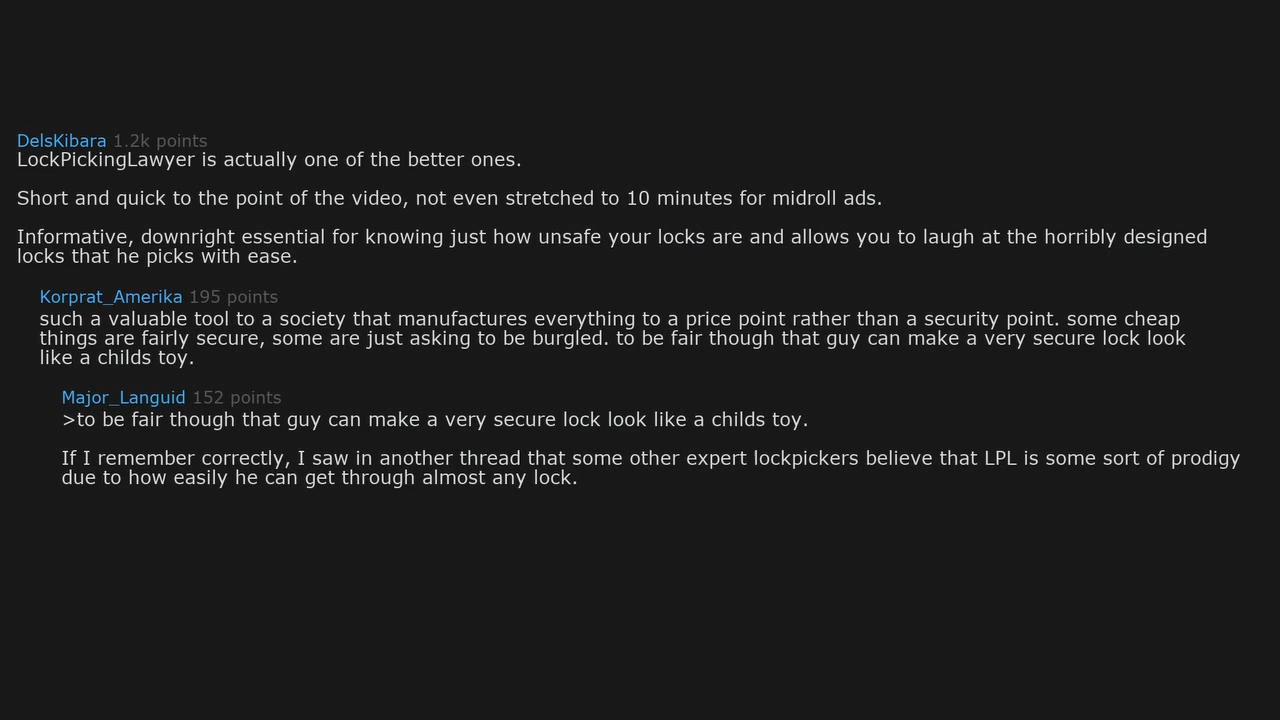 DelsKibara 1.2k points
LockPickingLawyer is actually one of the better ones.
Short and quick to the point of the video, not even stretched to 10 minutes for midroll ads.
Informative, downright essential for knowing just how unsafe your locks are and allows you to laugh at the horribly designed
locks that he picks with ease.
Korprat_Amerika 195 points
such a valuable tool to a society that manufactures everything to a price point rather than a security point. some cheap
things are fairly secure, some are just asking to be burgled. to be fair though that guy can make a very secure lock look
like a childs toy.
Major_Languid 152 points
>to be fair though that guy can make a very secure lock look like a childs toy.
If I remember correctly, I saw in another thread that some other expert lockpickers believe that LPL is some sort of prodigy
due to how easily he can get through almost any lock.